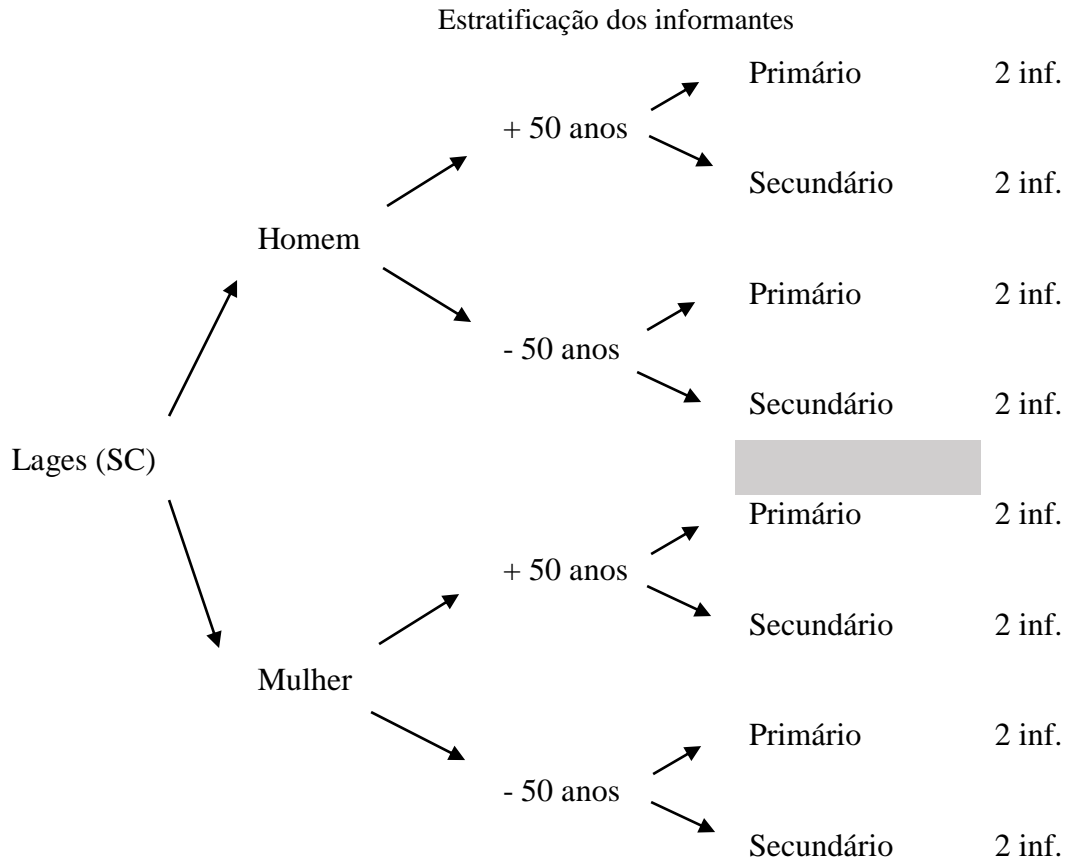 Estratificação dos informantes
Primário 2 inf.
+ 50 anos
Secundário 2 inf.
Homem
Primário 2 inf.
- 50 anos
Secundário 2 inf.
Lages (SC)
Primário 2 inf.
+ 50 anos
Secundário 2 inf.
Mulher
Primário 2 inf.
- 50 anos
Secundário 2 inf.